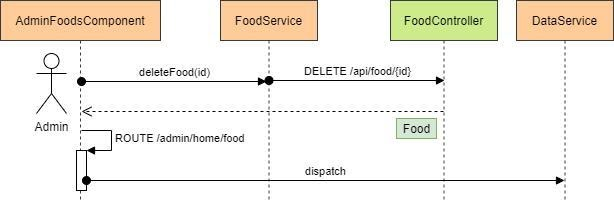 AdminFoodsComponent
FoodService
FoodController
DataService
deleteFood(id)
DELETE /api/food/{id}
Admin
Food
ROUTE /admin/home/food
dispatch